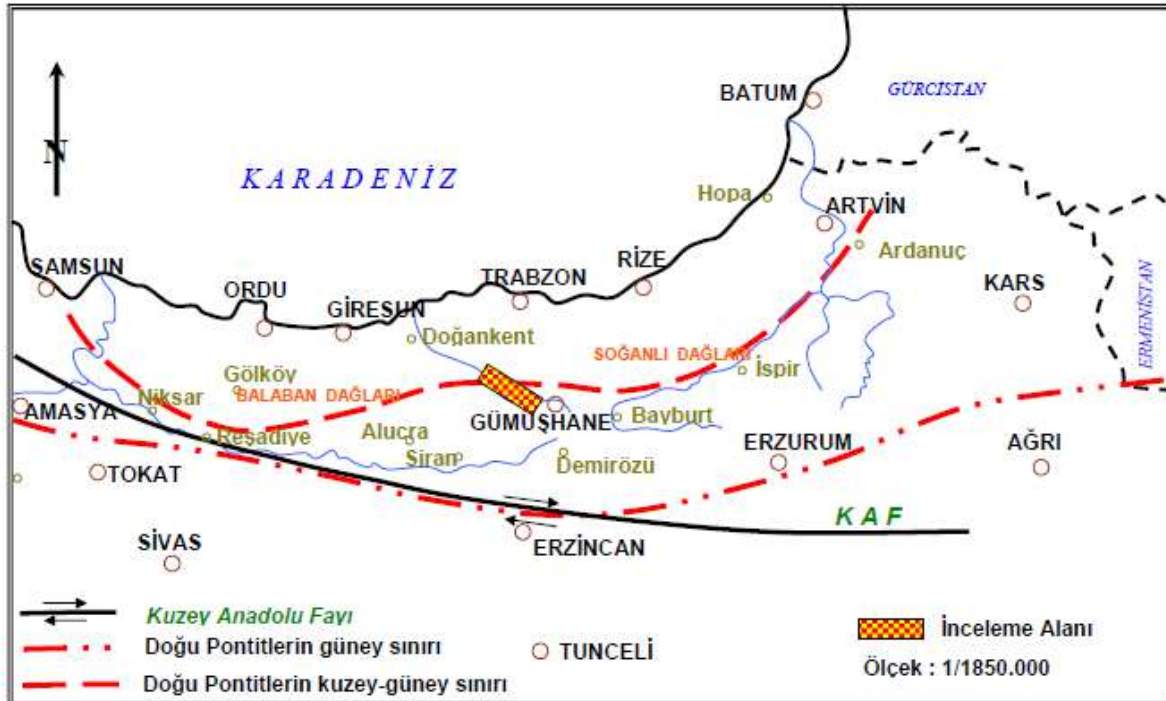 BATUM
GÜRCİSTAN
N
KARADENİZ
Hopa
ARTVİN
Ardanuç
SAMSUN
ORDU
GİRESUN
TRABZON
RİZE
KARS
ERMENİSTAN
Doğankent
SOĞANLI DAĞLARI
İspir
Gölköy
BALABAN DAĞLARI
Niksar
AMASYA
GÜMUŞHANE
Bayburt
Reşadiye
Alucra
Siran
Demirözü
ERZURUM
AĞRI
TOKAT
KAF
SİVAS
ERZİNCAN
Kuzey Anadolu Fayı
Doğu Pontitlerin güney sınırı
TUNCELİ
İnceleme Alanı
Ölçek : 1/1850.000
Doğu Pontitlerin kuzey-güney sınırı